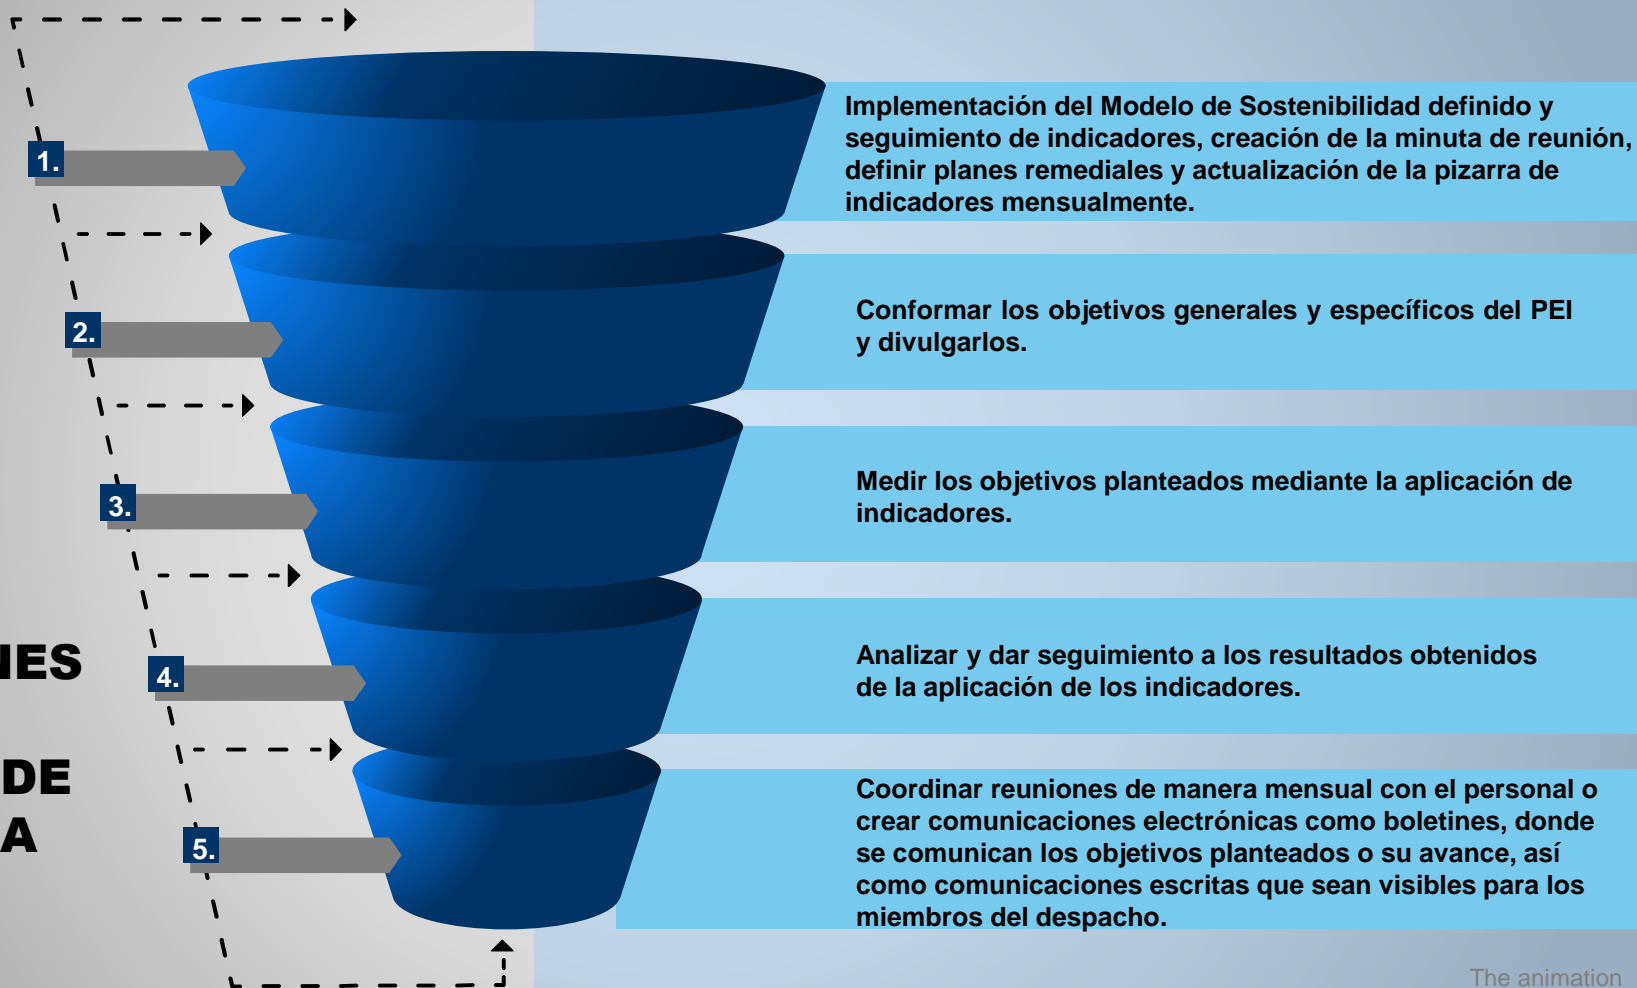 1.
Implementación del Modelo de Sostenibilidad definido y
seguimiento de indicadores, creación de la minuta de reunión,
definir planes remediales y actualización de la pizarra de
indicadores mensualmente.
2.
Conformar los objetivos generales y específicos del PEI
y divulgarlos.
3.
Medir los objetivos planteados mediante la aplicación de
indicadores.
4.
Analizar y dar seguimiento a los resultados obtenidos
de la aplicación de los indicadores.
5.
Coordinar reuniones de manera mensual con el personal o
crear comunicaciones electrónicas como boletines, donde
se comunican los objetivos planteados o su avance, así
como comunicaciones escritas que sean visibles para los
miembros del despacho.
DE
A
The animation